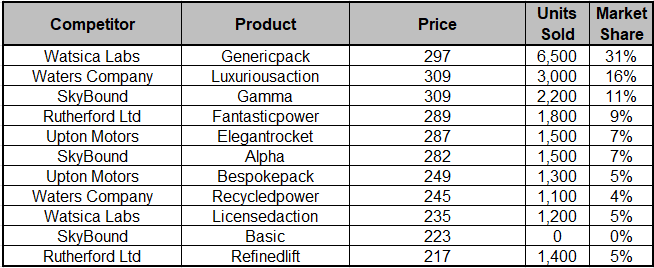 Competitor Product Price Units Sold Market Share
Watsica Labs Genericpack 297 6,500 31%
Waters Company Luxuriousaction 309 3,000 16%
SkyBound Gamma 309 2,200 11%
Rutherford Ltd Fantasticpower 289 1,800 9%
Upton Motors Elegantrocket 287 1,500 7%
SkyBound Alpha 282 1,500 7%
Upton Motors Bespokepack 249 1,300 5%
Waters Company Recycledpower 245 1,100 4%
Watsica Labs Licensedaction 235 1,200 5%
SkyBound Basic 223 0 0%
Rutherford Ltd Refinedlift 217 1,400 5%